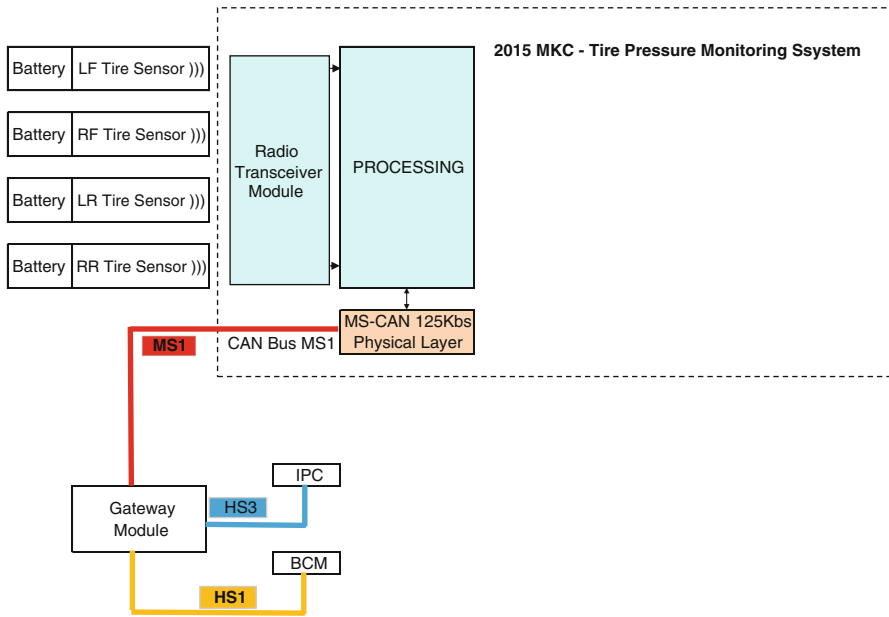 2015 MKC - Tire Pressure Monitoring Ssystem
Battery LF Tire Sensor )))
Battery RF Tire Sensor )))
Battery LR Tire Sensor )))
Battery RR Tire Sensor )))
Radio
Transceiver
Module
PROCESSING
MS-CAN 125Kbs
Physical Layer
CAN Bus MS1
MS1
Gateway
Module
IPC
HS3
BCM
HS1